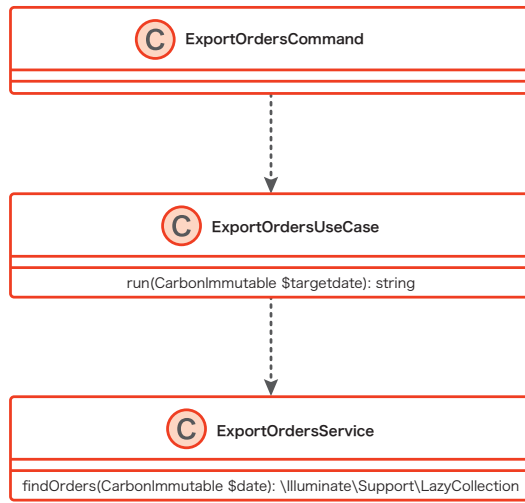 C ExportOrdersCommand
C ExportOrdersUseCase
run(CarbonImmutable $targetdate): string
C ExportOrdersService
findOrders(CarbonImmutable $date): \Illuminate\Support\LazyCollection